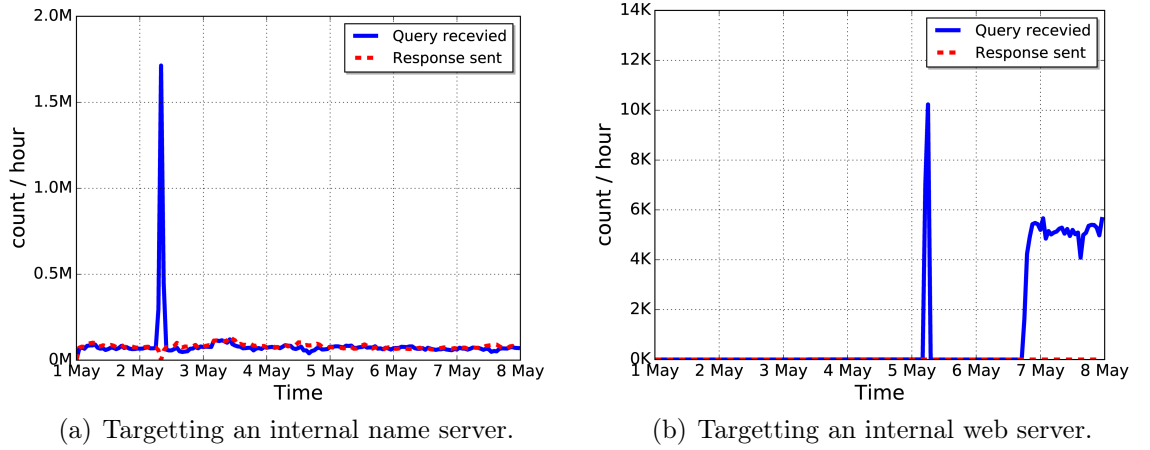 2.0M
1.5M
1.0M
0.5M
0M
count / hour
Query recevied
Response sent
1 May 2 May 3 May 4 May 5 May 6 May 7 May 8 May
Time
(a) Targetting an internal name server.
14K
12K
10K
8K
6K
4K
2K
0K
count / hour
Query recevied
Response sent
1 May 2 May 3 May 4 May 5 May 6 May 7 May 8 May
Time
(b) Targetting an internal web server.